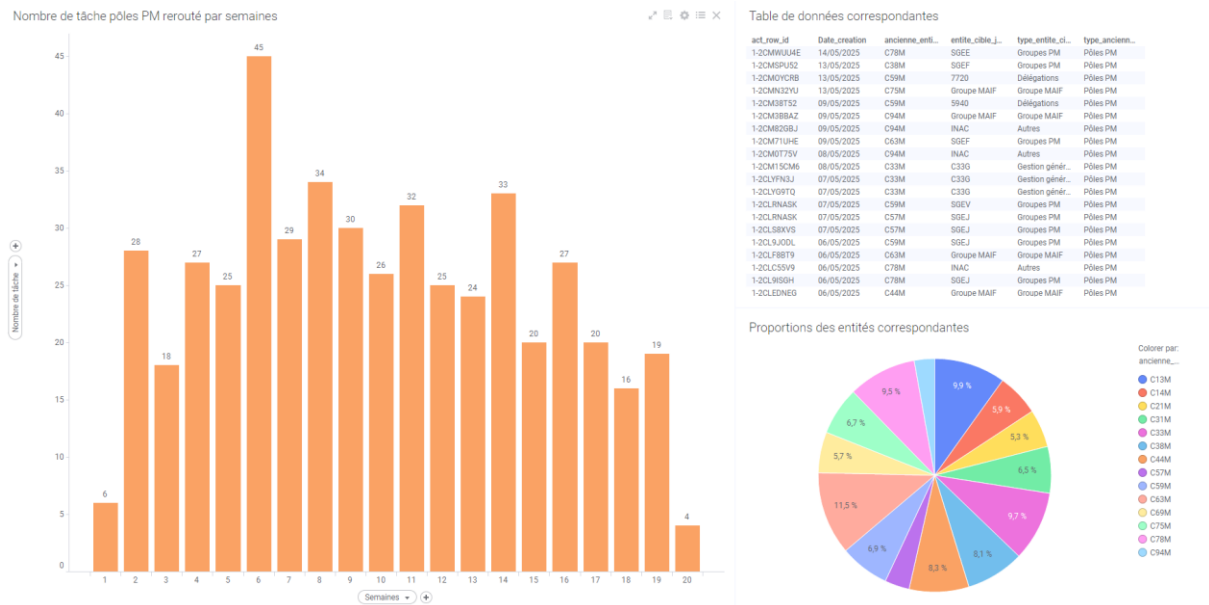 Nombre de tâche pôles PM rerouté par semaines
45
40
35
30
25
20
15
10
5
0
Nombre de tâche
6
28
18
27
25
45
29
34
30
26
32
25
24
33
20
27
20
16
19
4
1 2 3 4 5 6 7 8 9 10 11 12 13 14 15 16 17 18 19 20
Semaines
Table de données correspondantes
act_row_id Date_creation ancienne_enti... entite_cible_j... type_entite_ci... type_ancienn...
1-2CMWUU4E 14/05/2025 C78M SGEE Groupes PM Pôles PM
1-2CMSPU52 13/05/2025 C38M SGEF Groupes PM Pôles PM
1-2CMOYCRB 13/05/2025 C59M 7720 Délégations Pôles PM
1-2CMN32YU 13/05/2025 C75M Groupe MAIF Groupe MAIF Pôles PM
1-2CM38T52 09/05/2025 C59M 5940 Délégations Pôles PM
1-2CM3BBAZ 09/05/2025 C94M Groupe MAIF Groupe MAIF Pôles PM
1-2CM82GBJ 09/05/2025 C94M INAC Autres Pôles PM
1-2CM71UHE 09/05/2025 C63M SGEF Groupes PM Pôles PM
1-2CM0T75V 08/05/2025 C94M INAC Autres Pôles PM
1-2CM15CM6 08/05/2025 C33M C33G Gestion génér... Pôles PM
1-2CLYFN3J 07/05/2025 C33M C33G Gestion génér... Pôles PM
1-2CLYG9TQ 07/05/2025 C33M C33G Gestion génér... Pôles PM
1-2CLRNASK 07/05/2025 C59M SGEV Groupes PM Pôles PM
1-2CLRNASK 07/05/2025 C57M SGEJ Groupes PM Pôles PM
1-2CLS8XVS 07/05/2025 C57M SGEJ Groupes PM Pôles PM
1-2CL9JODL 06/05/2025 C59M SGEJ Groupes PM Pôles PM
1-2CLF8BT9 06/05/2025 C63M Groupe MAIF Groupe MAIF Pôles PM
1-2CLC55V9 06/05/2025 C78M INAC Autres Pôles PM
1-2CL9ISGH 06/05/2025 C78M SGEJ Groupes PM Pôles PM
1-2CLEDNEG 06/05/2025 C44M Groupe MAIF Groupe MAIF Pôles PM
Proportions des entités correspondantes
9,9 %
5,9 %
5,3 %
6,5 %
9,7 %
8,1 %
8,3 %
6,9 %
11,5 %
5,7 %
6,7 %
9,5 %
Colorer par:
ancienne_...
C13M
C14M
C21M
C31M
C33M
C38M
C44M
C57M
C59M
C63M
C69M
C75M
C78M
C94M